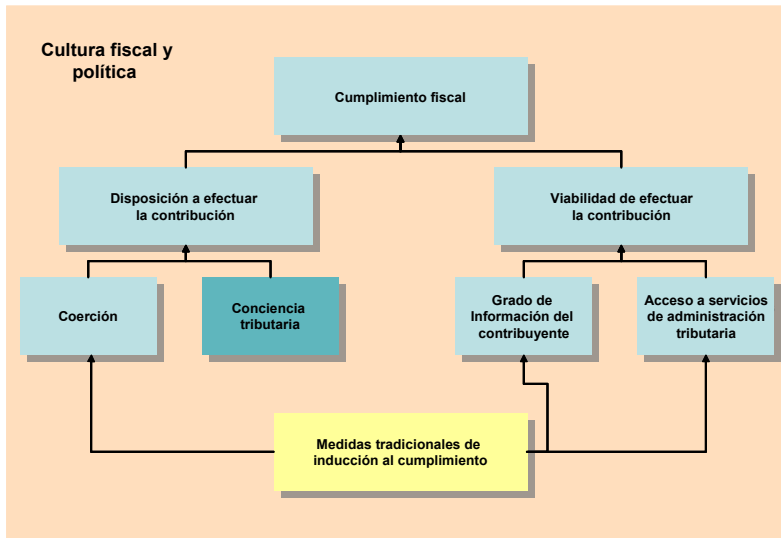 Cultura fiscal y
política
Cumplimiento fiscal
Disposición a efectuar
la contribución
Viabilidad de efectuar
la contribución
Coerción
Conciencia
tributaria
Grado de
Información del
contribuyente
Acceso a servicios
de administración
tributaria
Medidas tradicionales de
inducción al cumplimiento